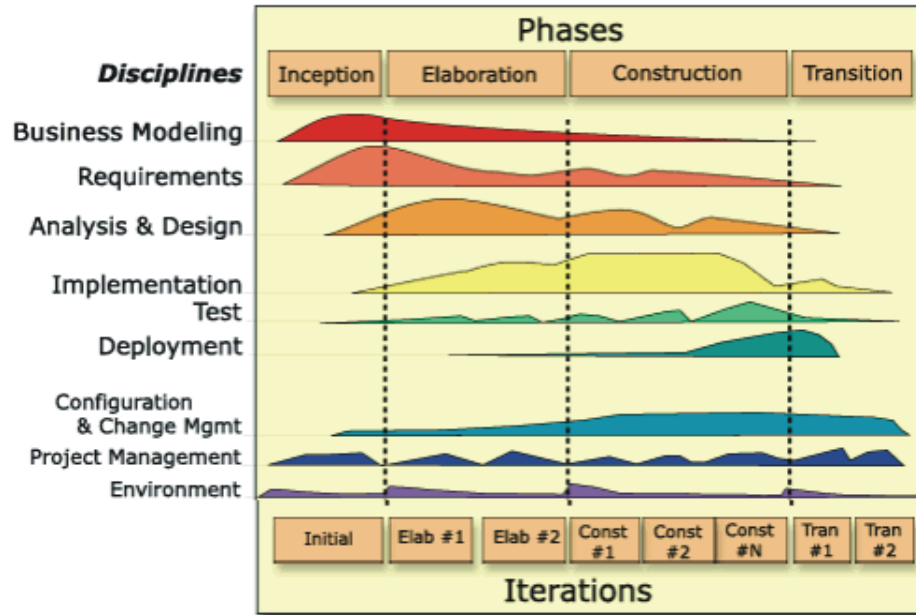 Phases
Disciplines
Inception
Elaboration
Construction
Transition
Business Modeling
Requirements
Analysis & Design
Implementation
Test
Deployment
Configuration
& Change Mgmt
Project Management
Environment
Initial
Elab #1
Elab #2
Const
#1
Const
#2
Const
#N
Tran
#1
Tran
#2
Iterations